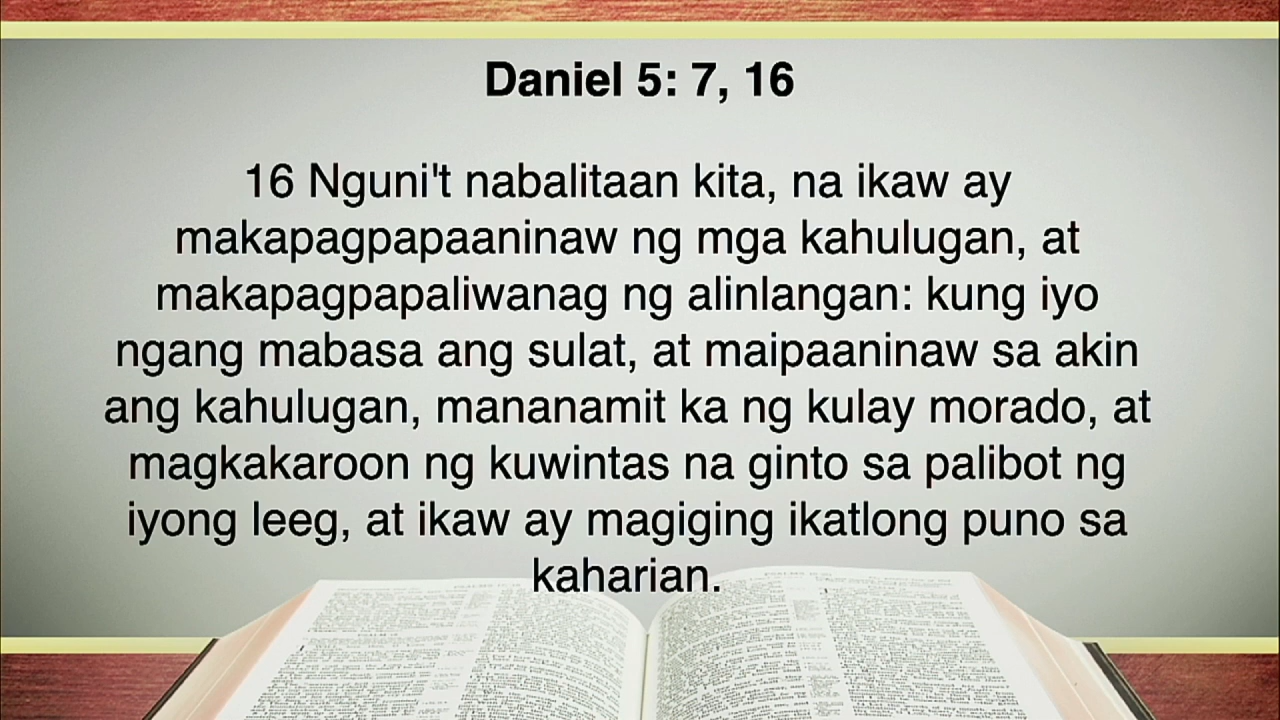 Daniel 5: 7, 16
16 Nguni't nabalitaan kita, na ikaw ay
makapagpapaaninaw ng mga kahulugan, at
makapagpapaliwanag ng alinlangan: kung iyo
ngang mabasa ang sulat, at maipaaninaw sa akin
ang kahulugan, mananamit ka ng kulay morado, at
magkakaroon ng kuwintas na ginto sa palibot ng
iyong leeg, at ikaw ay magiging ikatlong puno sa
kaharian.